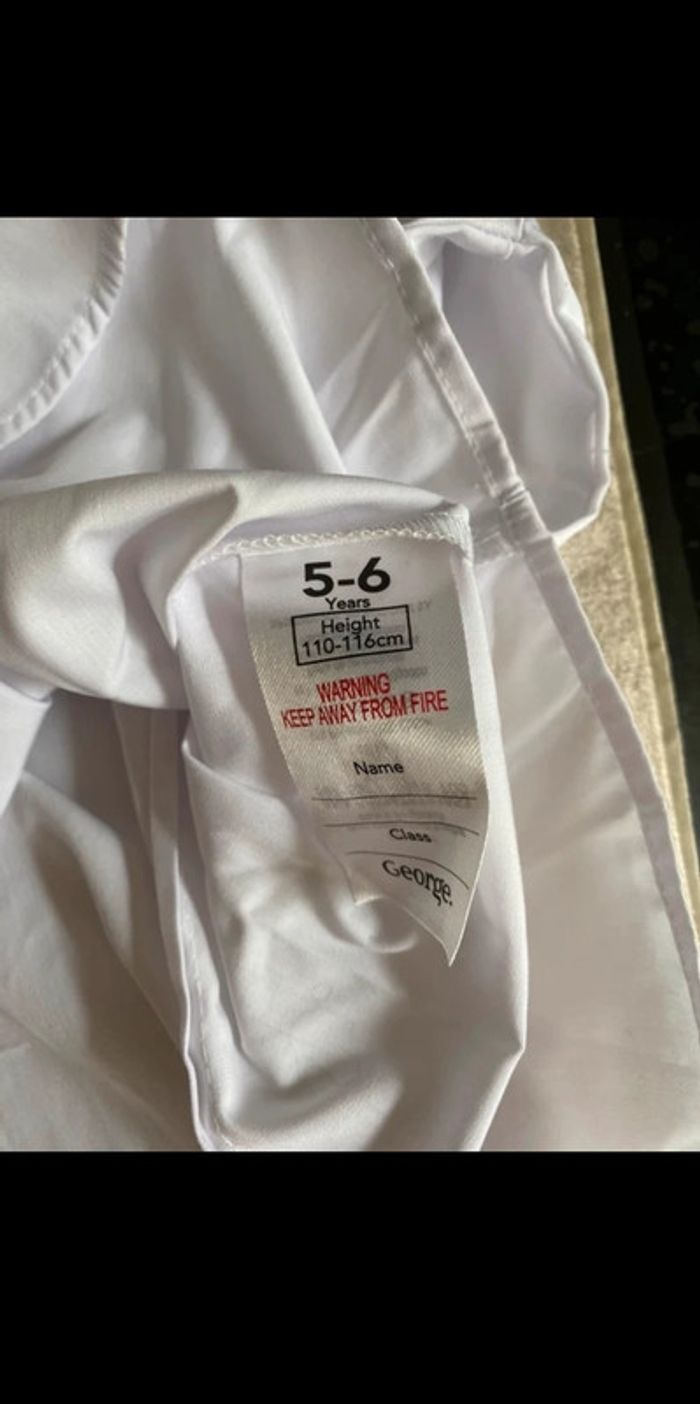 5-6
Years
Height
110-116cm
WARNING
KEEP AWAY FROM FIRE
Name
Class
George.